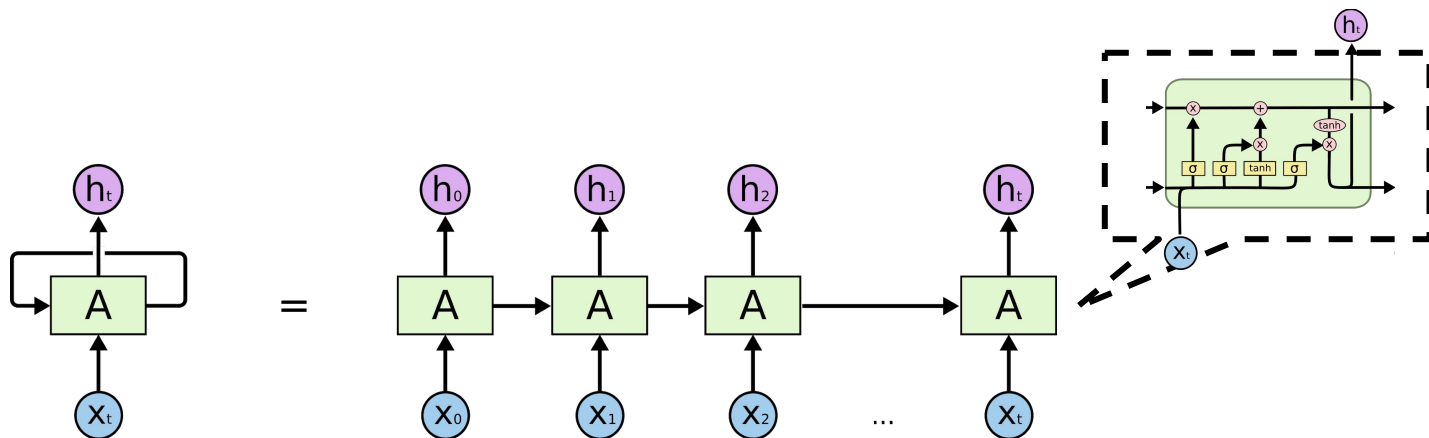 hₜ
x +
tanh
x x
σ σ tanh σ
hₜ h₀ h₁ h₂ hₜ
xₜ
A = A A A A
xₜ x₀ x₁ x₂ ... xₜ